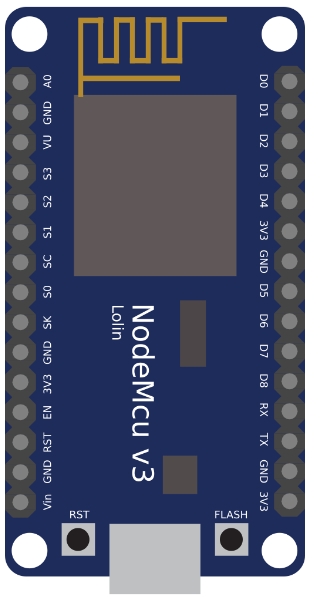 A0
GND
VU
S3
S2
S1
SC
S0
SK
GND
3V3
EN
RST
GND
Vin
D0
D1
D2
D3
D4
3V3
GND
D5
D6
D7
D8
RX
TX
GND
3V3
NodeMcu v3
Lolin
RST
FLASH